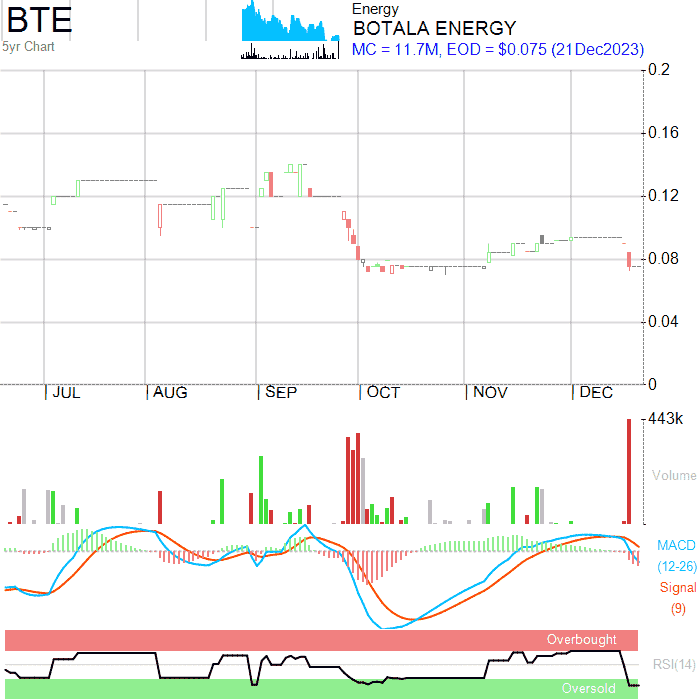 BTE
5yr Chart
Energy
BOTALA ENERGY
MC = 11.7M, EOD = $0.075 (21Dec2023)
0.2
0.16
0.12
0.08
0.04
0
JUL AUG SEP OCT NOV DEC
443k
Volume
MACD
(12-26)
Signal
(9)
Overbought
RSI(14)
Oversold